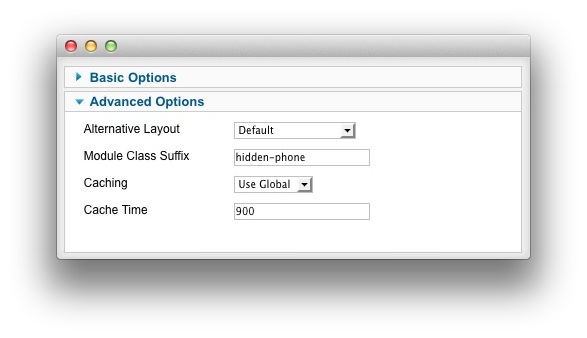 Basic Options
Advanced Options
Alternative Layout Default
Module Class Suffix hidden-phone
Caching Use Global
Cache Time 900